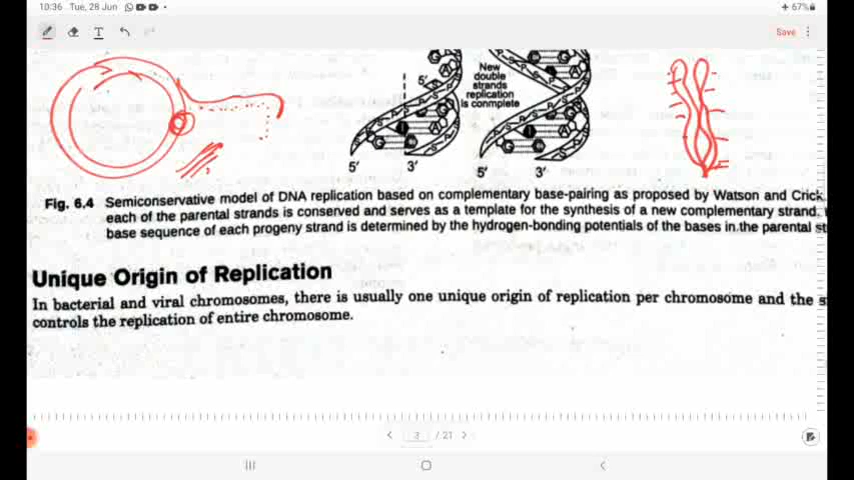 10:36 Tue, 28 Jun
67%
T
Save
New
double
strands
replication
is conmplete
5'
5'
3'
5'
3'
Fig. 6.4 Semiconservative model of DNA replication based on complementary base-pairing as proposed by Watson and Crick
each of the parental strands is conserved and serves as a template for the synthesis of a new complementary strand.
base sequence of each progeny strand is determined by the hydrogen-bonding potentials of the bases in the parental st
Unique Origin of Replication
In bacterial and viral chromosomes, there is usually one unique origin of replication per chromosome and the s
controls the replication of entire chromosome.
< 3 / 21 >